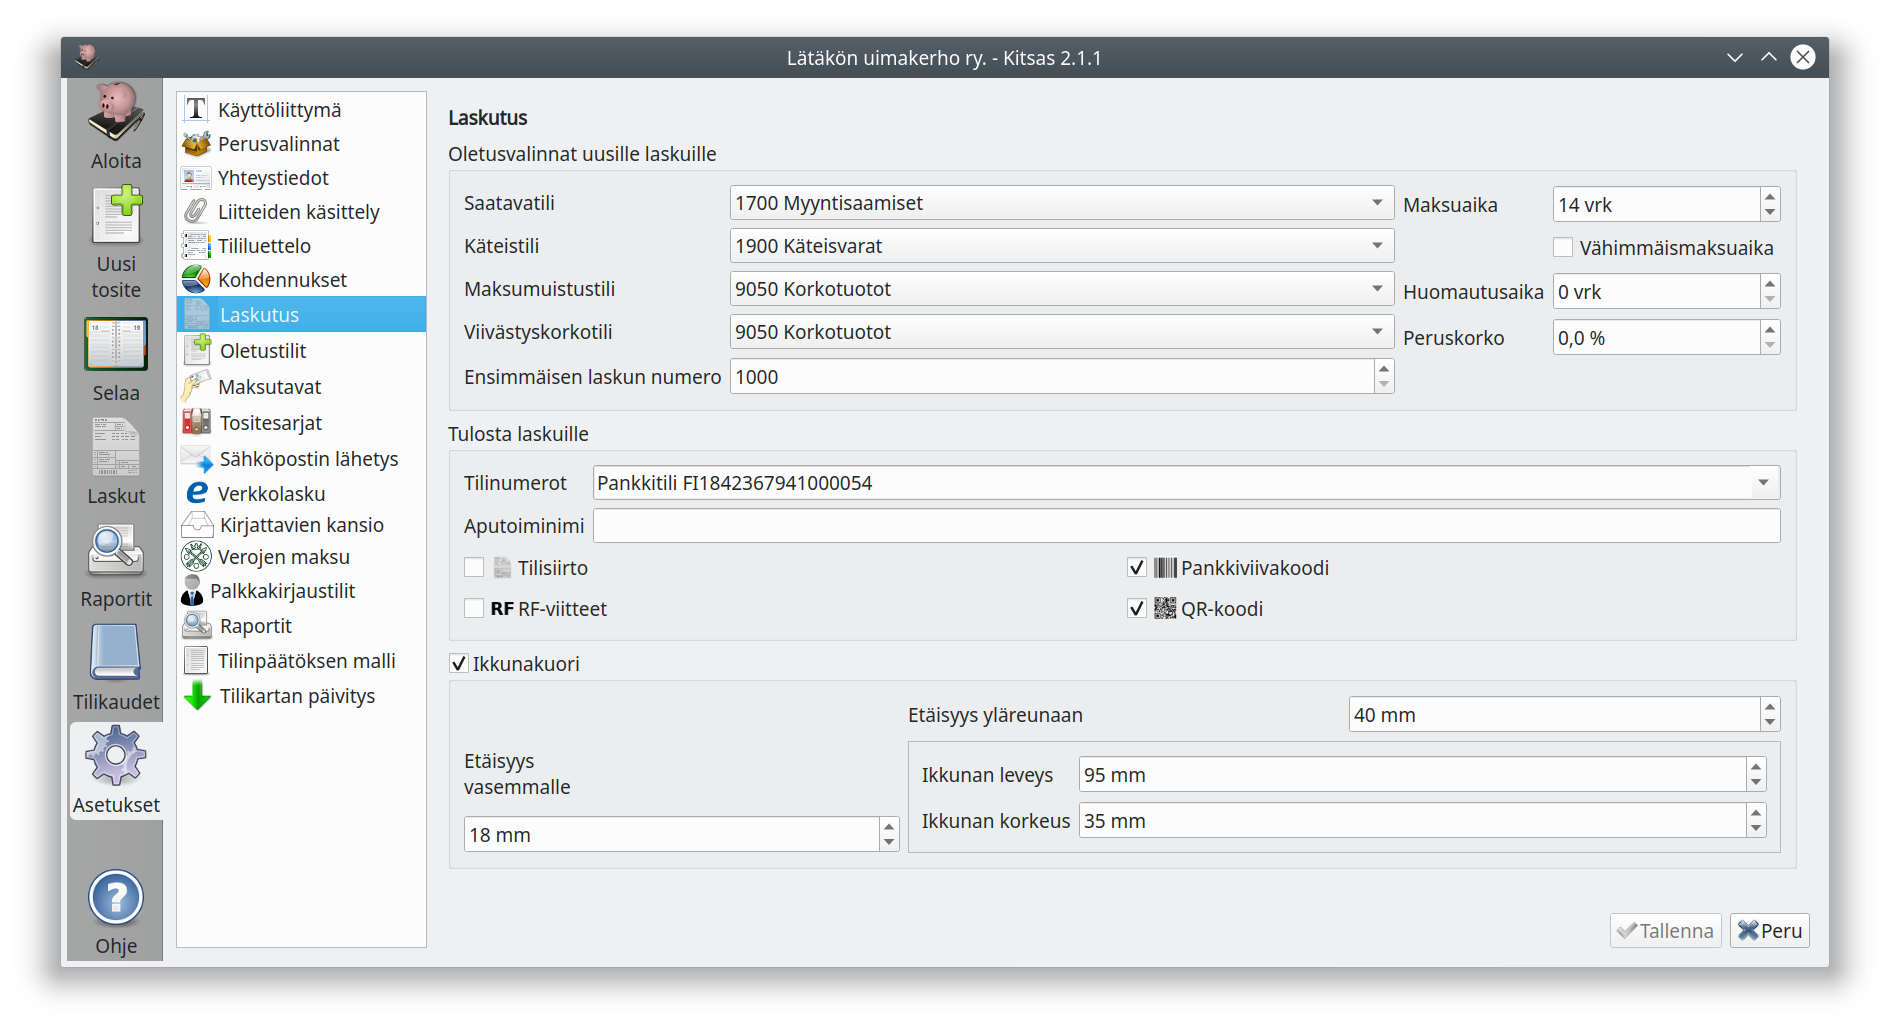 Lätäkön uimakerho ry. - Kitsas 2.1.1
Aloita
Uusi
tosite
Selaa
Laskut
Raportit
Tilikaudet
Asetukset
Ohje
Käyttöliittymä
Perusvalinnat
Yhteystiedot
Liitteiden käsittely
Tililuettelo
Kohdennukset
Laskutus
Oletustilit
Maksutavat
Tositesarjat
Sähköpostin lähetys
Verkkolasku
Kirjattavien kansio
Verojen maksu
Palkkakirjaustilit
Raportit
Tilinpäätöksen malli
Tilikartan päivitys
Laskutus
Oletusvalinnat uusille laskuille
Saatavatili 1700 Myyntisaamiset Maksuaika 14 vrk
Käteistili 1900 Käteisvarat Vähimmäismaksuaika
Maksumuistustili 9050 Korkotuotot Huomautusaika 0 vrk
Viivästyskorkotili 9050 Korkotuotot Peruskorko 0,0 %
Ensimmäisen laskun numero 1000
Tulosta laskuille
Tilinumerot Pankkitili FI1842367941000054
Aputoiminimi
Tilisiirto Pankkiviivakoodi
RF RF-viitteet QR-koodi
Ikkunakuori
Etäisyys yläreunaan 40 mm
Etäisyys
vasemmalle
18 mm
Ikkunan leveys 95 mm
Ikkunan korkeus 35 mm
Tallenna Peru